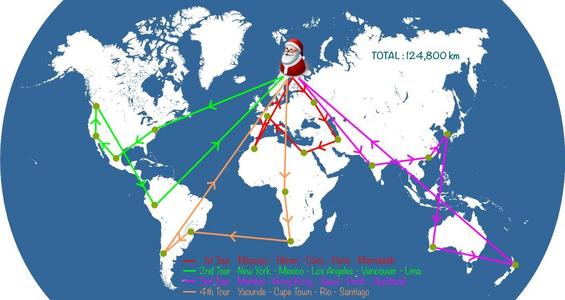 TOTAL : 124,800 km
1st Tour Moscow - Tehran - Cairo - Paris - Marrakesh
2nd Tour New York - Mexico - Los Angeles - Vancouver - Lima
3rd Tour Mumbai - Hong Kong - Seoul - Perth - Auckland
4th Tour Yaounde - Cape Town - Rio - Santiago